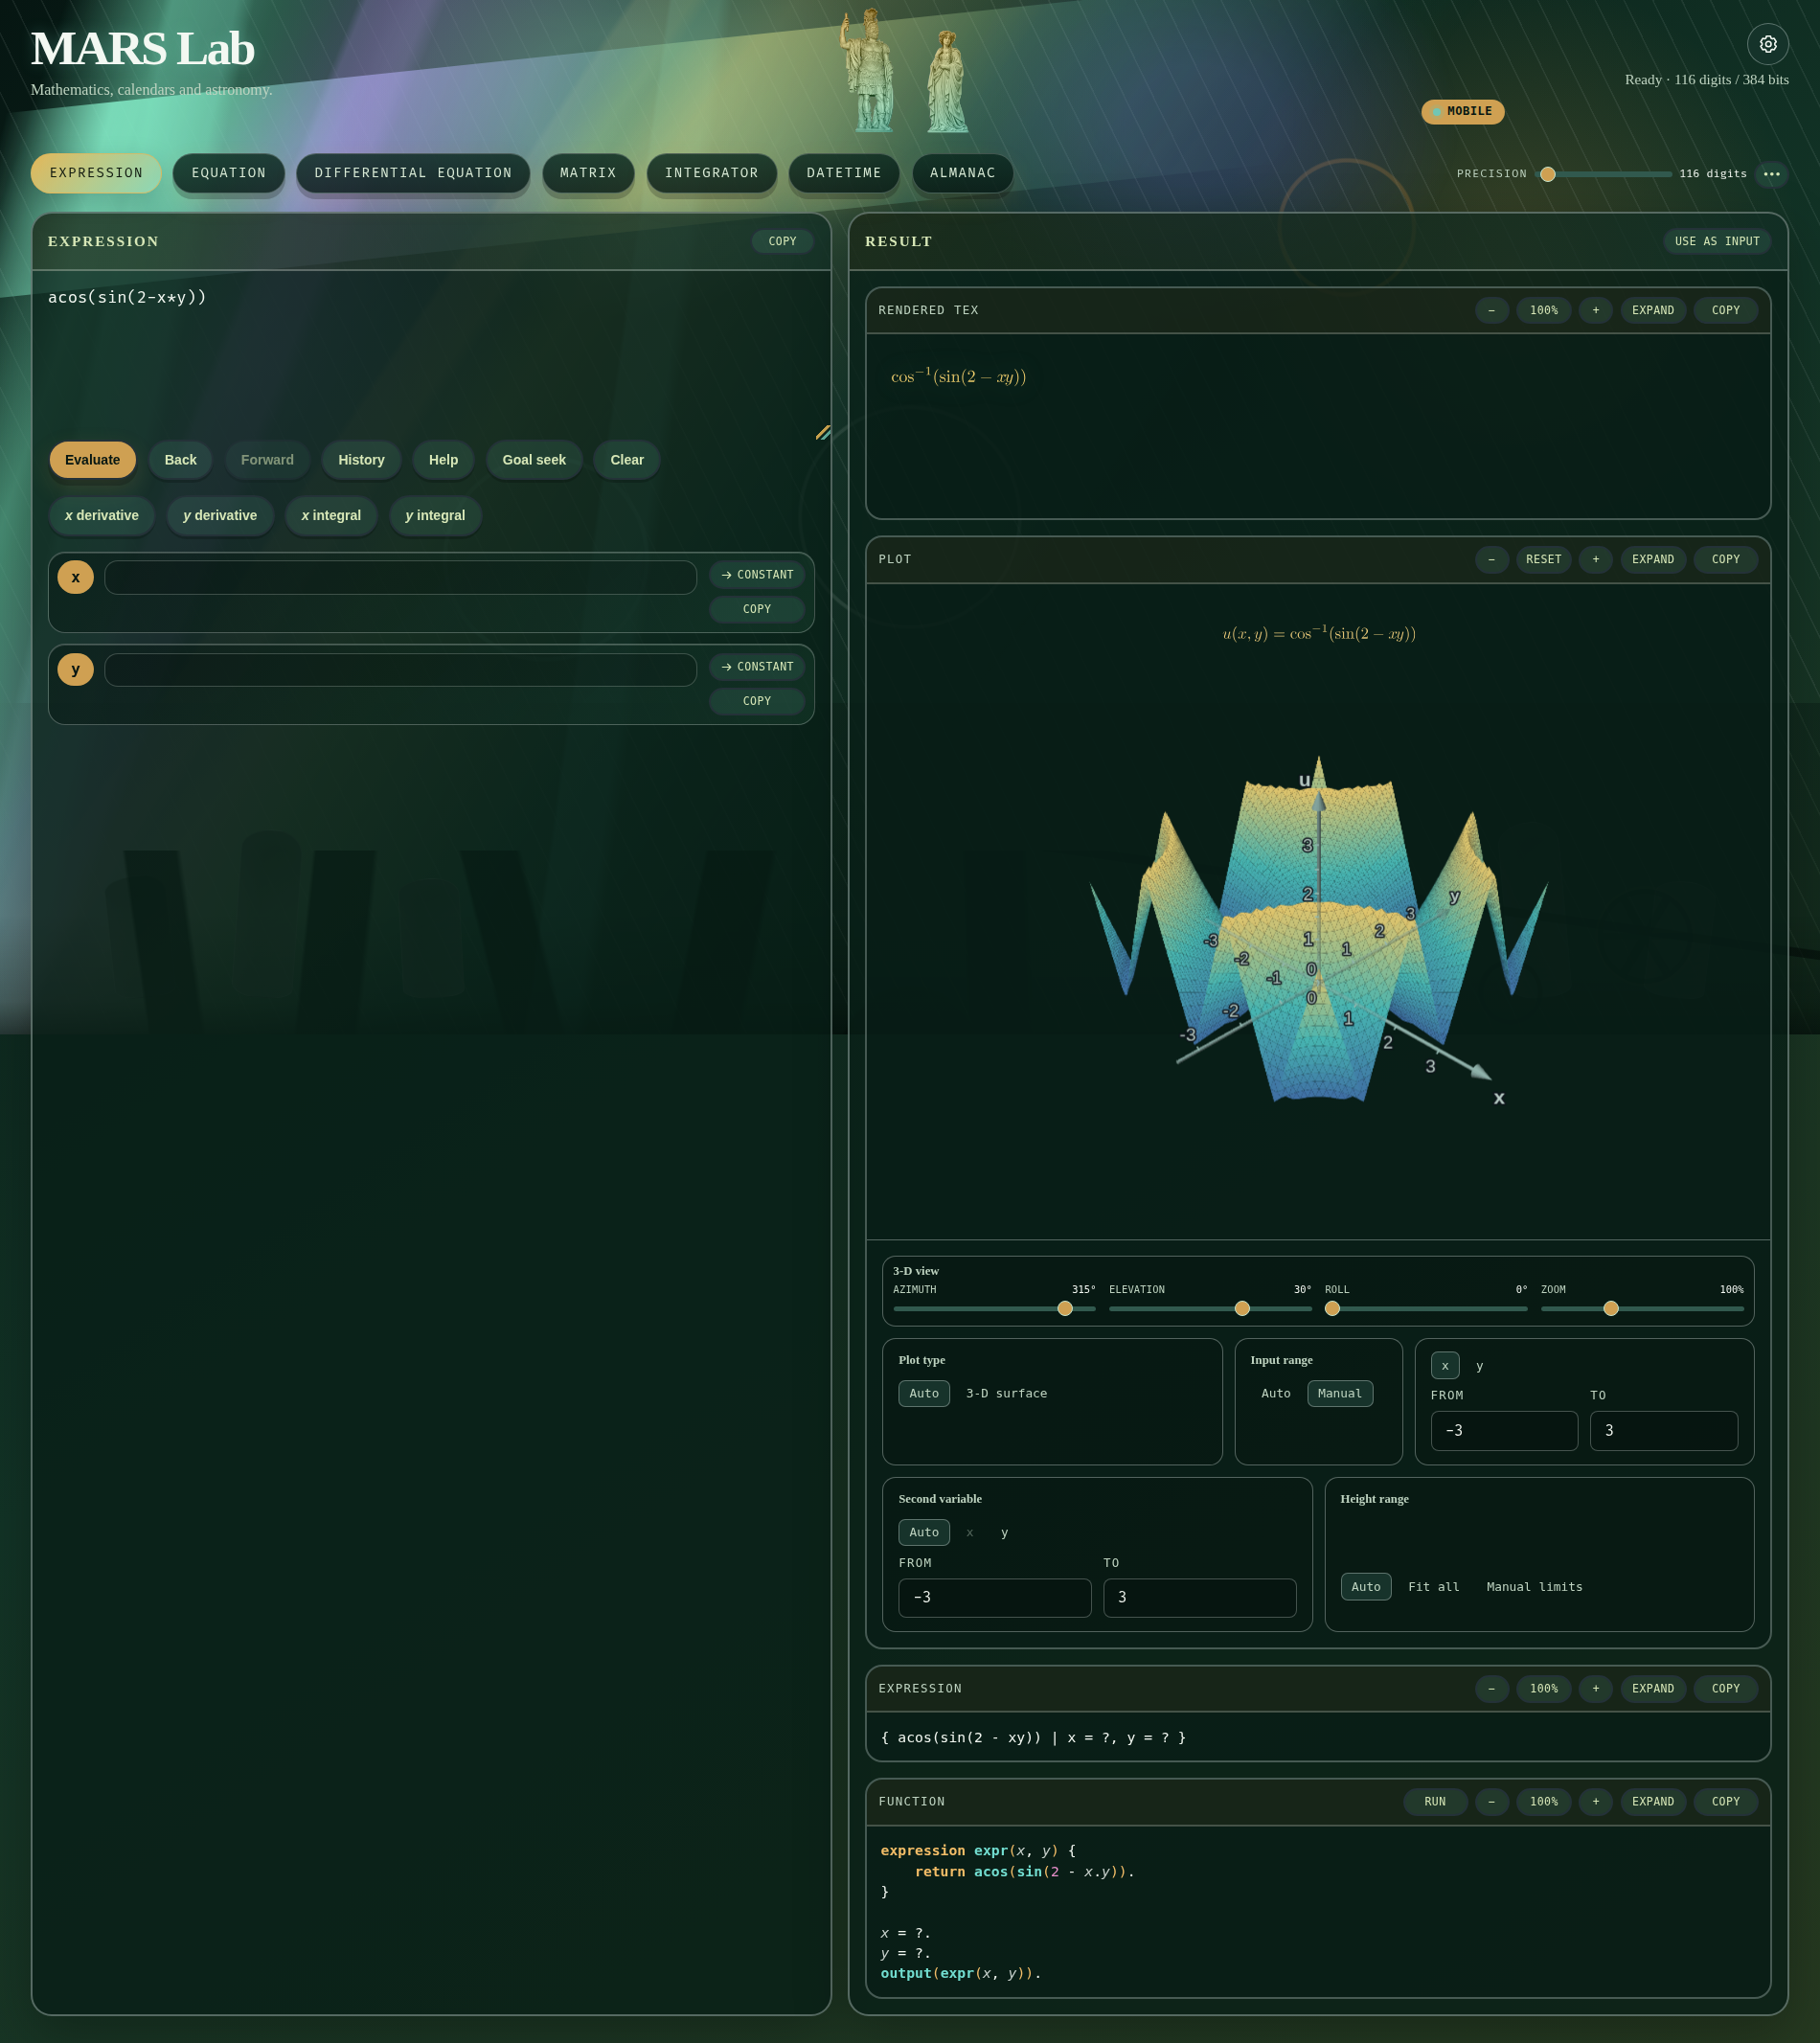 MARS Lab
Mathematics, calendars and astronomy.
Ready · 116 digits / 384 bits
MOBILE
EXPRESSION EQUATION DIFFERENTIAL EQUATION MATRIX INTEGRATOR DATETIME ALMANAC
PRECISION 116 digits •••
EXPRESSION COPY
acos(sin(2-x*y))
Evaluate Back Forward History Help Goal seek Clear
x derivative y derivative x integral y integral
x → CONSTANT
COPY
y → CONSTANT
COPY
RESULT USE AS INPUT
RENDERED TEX − 100% + EXPAND COPY
cos⁻¹(sin(2 − xy))
PLOT − RESET + EXPAND COPY
u(x, y) = cos⁻¹(sin(2 − xy))
u
3
2
1
0
0
-3
-2
-1
1
2
3
y
-3
-2
1
2
3
x
3-D view
AZIMUTH 315° ELEVATION 30° ROLL 0° ZOOM 100%
Plot type
Auto 3-D surface
Input range
Auto Manual
x y
FROM TO
-3 3
Second variable
Auto x y
FROM TO
-3 3
Height range
Auto Fit all Manual limits
EXPRESSION − 100% + EXPAND COPY
{ acos(sin(2 - xy)) | x = ?, y = ? }
FUNCTION RUN − 100% + EXPAND COPY
expression expr(x, y) {
    return acos(sin(2 - x.y)).
}
x = ?.
y = ?.
output(expr(x, y)).